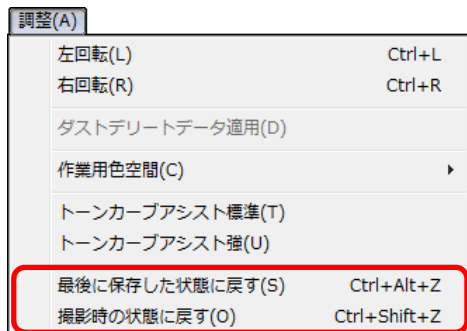 調整(A)
左回転(L) Ctrl+L
右回転(R) Ctrl+R
ダストデリートデータ適用(D)
作業用色空間(C)
トーンカーブアシスト標準(T)
トーンカーブアシスト強(U)
最後に保存した状態に戻す(S) Ctrl+Alt+Z
撮影時の状態に戻す(O) Ctrl+Shift+Z